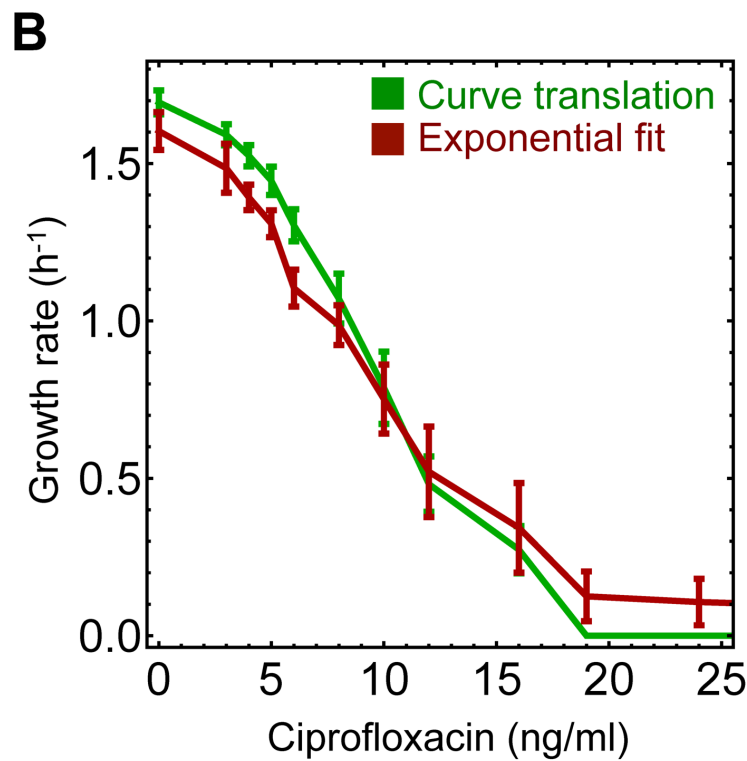 B
Curve translation
Exponential fit
Growth rate (h-1)
1.5
1.0
0.5
0.0
0 5 10 15 20 25
Ciprofloxacin (ng/ml)